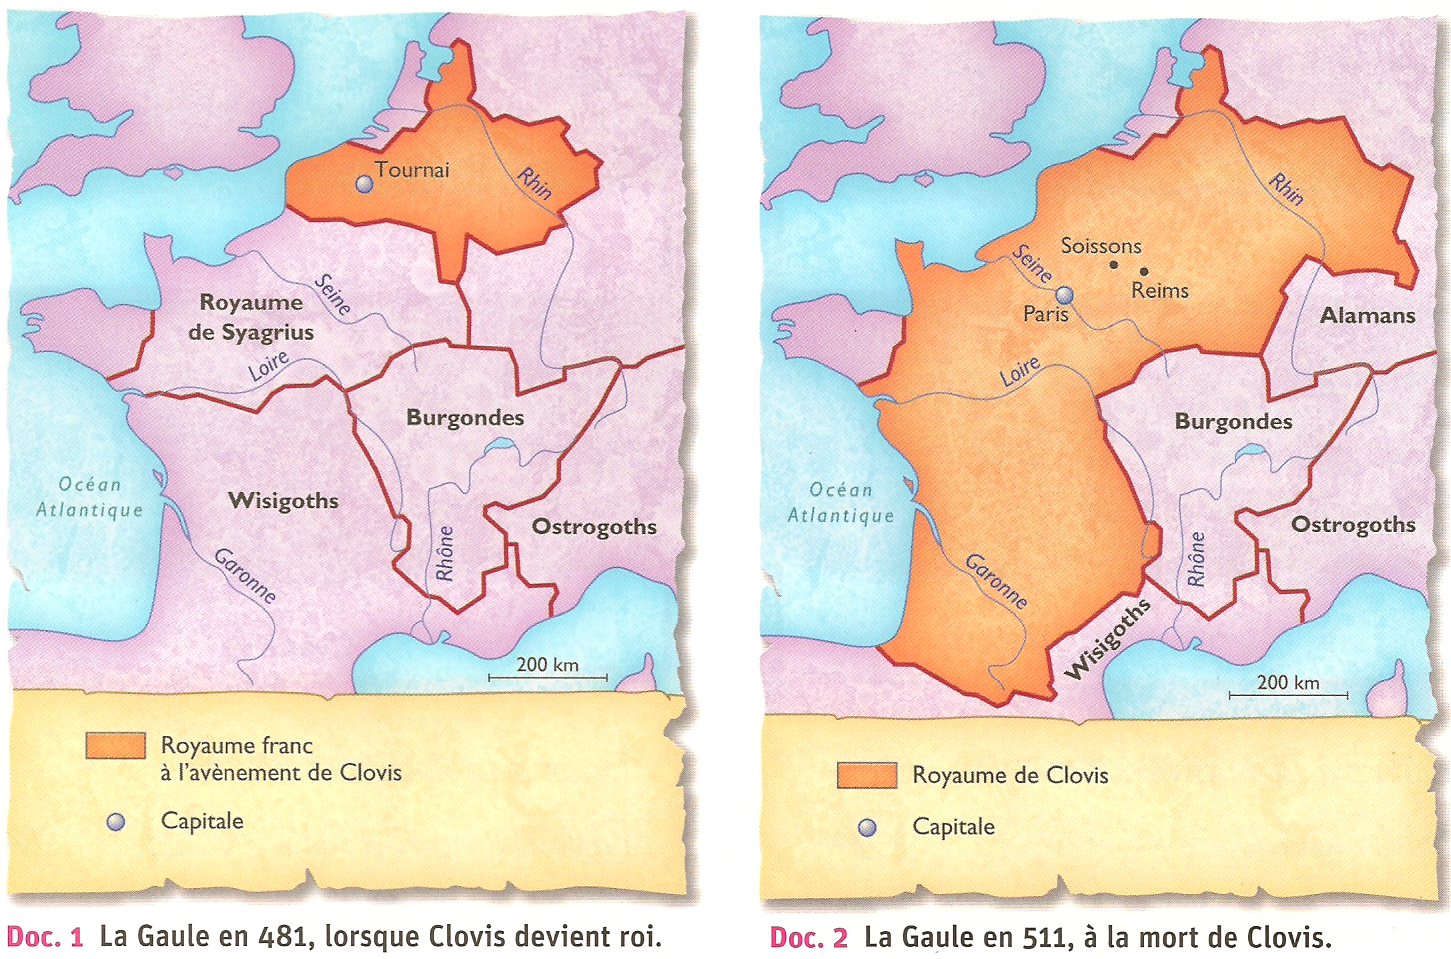 Tournai
Rhin
Seine
Royaume
de Syagrius
Loire
Burgondes
Océan
Atlantique
Wisigoths
Ostrogoths
Rhône
Garonne
200 km
Royaume franc
à l'avènement de Clovis
Capitale
Doc. 1 La Gaule en 481, lorsque Clovis devient roi.
Rhin
Soissons
Seine
Reims
Paris
Alamans
Loire
Burgondes
Océan
Atlantique
Ostrogoths
Rhône
Garonne
Wisigoths
200 km
Royaume de Clovis
Capitale
Doc. 2 La Gaule en 511, à la mort de Clovis.